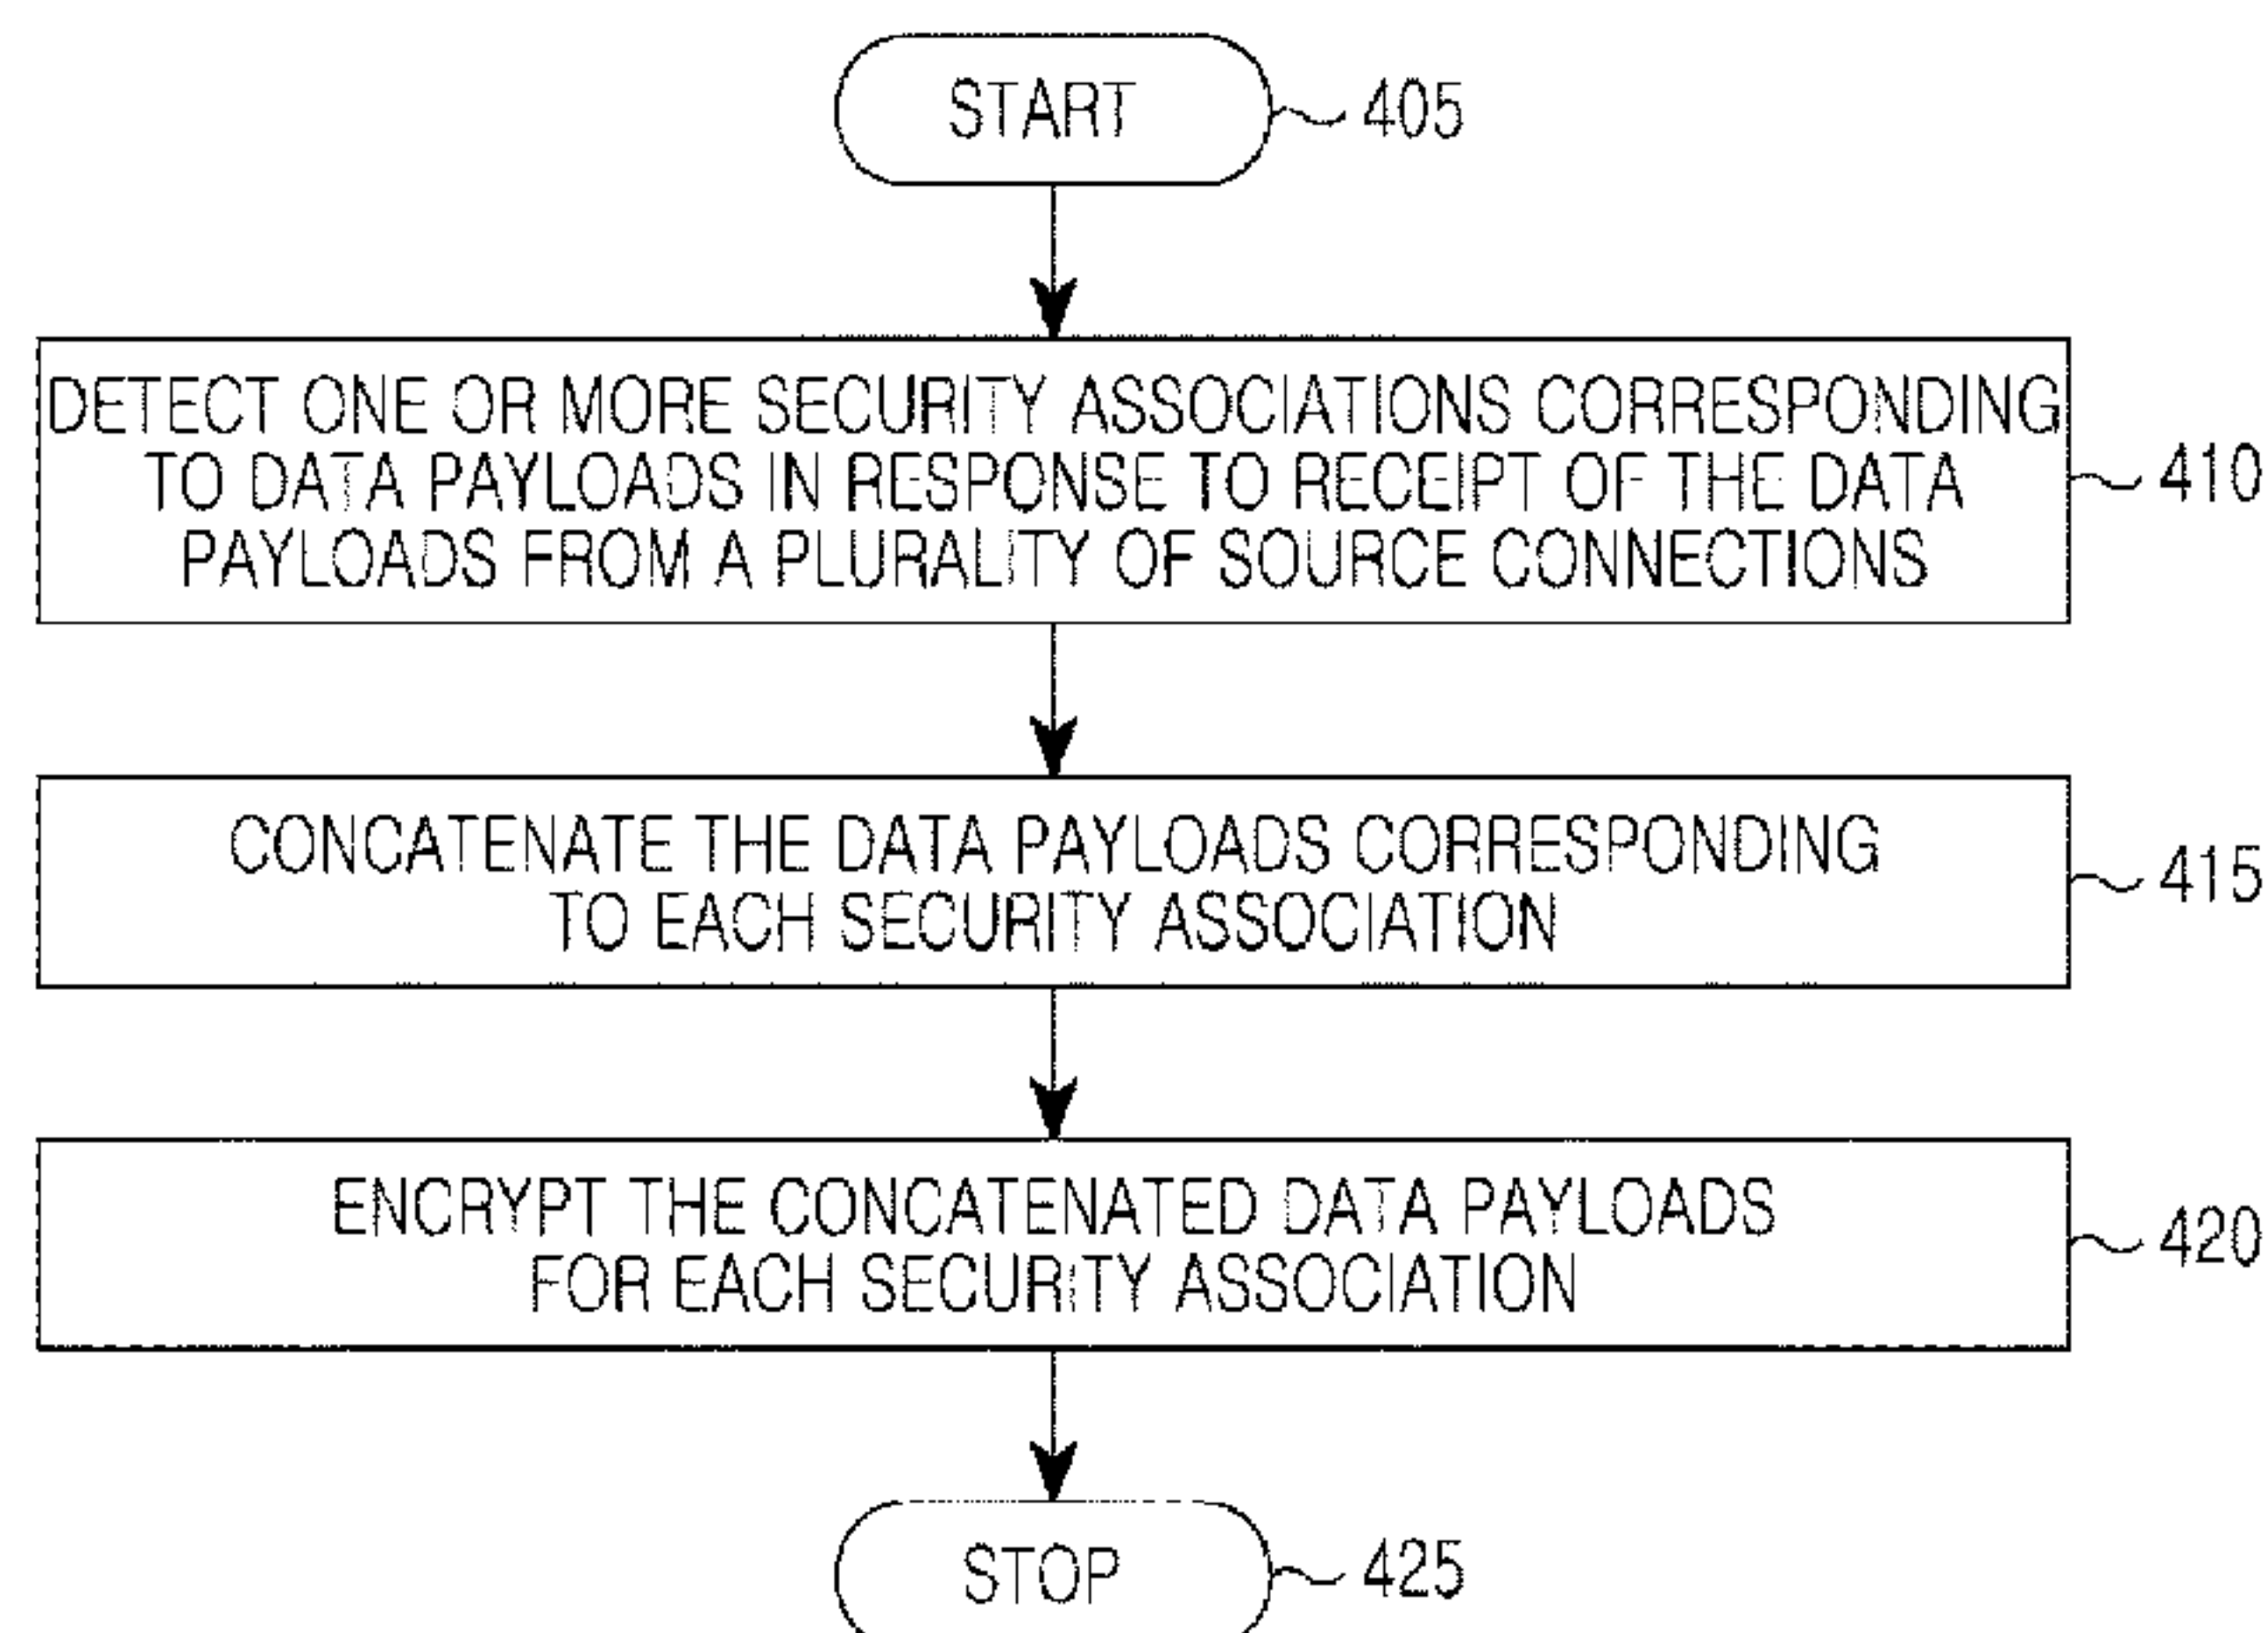 START
405
DETECT ONE OR MORE SECURITY ASSOCIATIONS CORRESPONDING
TO DATA PAYLOADS IN RESPONSE TO RECEIPT OF THE DATA
PAYLOADS FROM A PLURALITY OF SOURCE CONNECTIONS
410
CONCATENATE THE DATA PAYLOADS CORRESPONDING
TO EACH SECURITY ASSOCIATION
415
ENCRYPT THE CONCATENATED DATA PAYLOADS
FOR EACH SECURITY ASSOCIATION
420
STOP
425